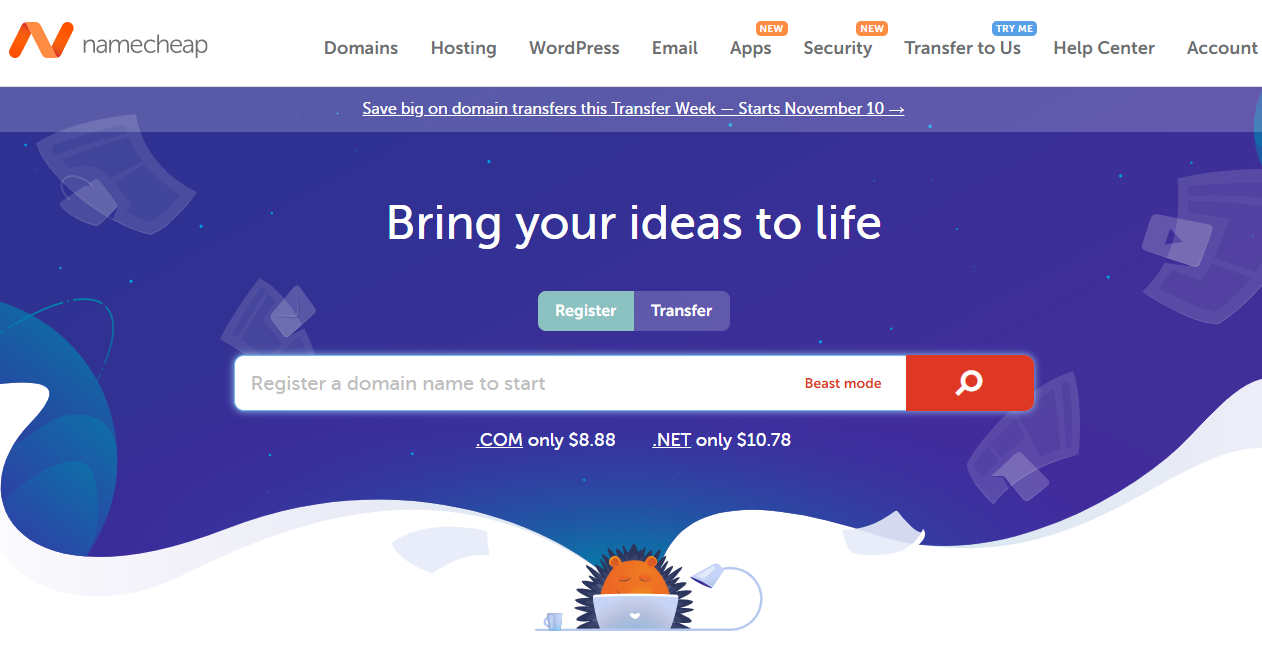 namecheap
NEW NEW TRY ME
Domains Hosting WordPress Email Apps Security Transfer to Us Help Center Account
Save big on domain transfers this Transfer Week — Starts November 10 →
Bring your ideas to life
Register Transfer
Register a domain name to start Beast mode
.COM only $8.88 .NET only $10.78